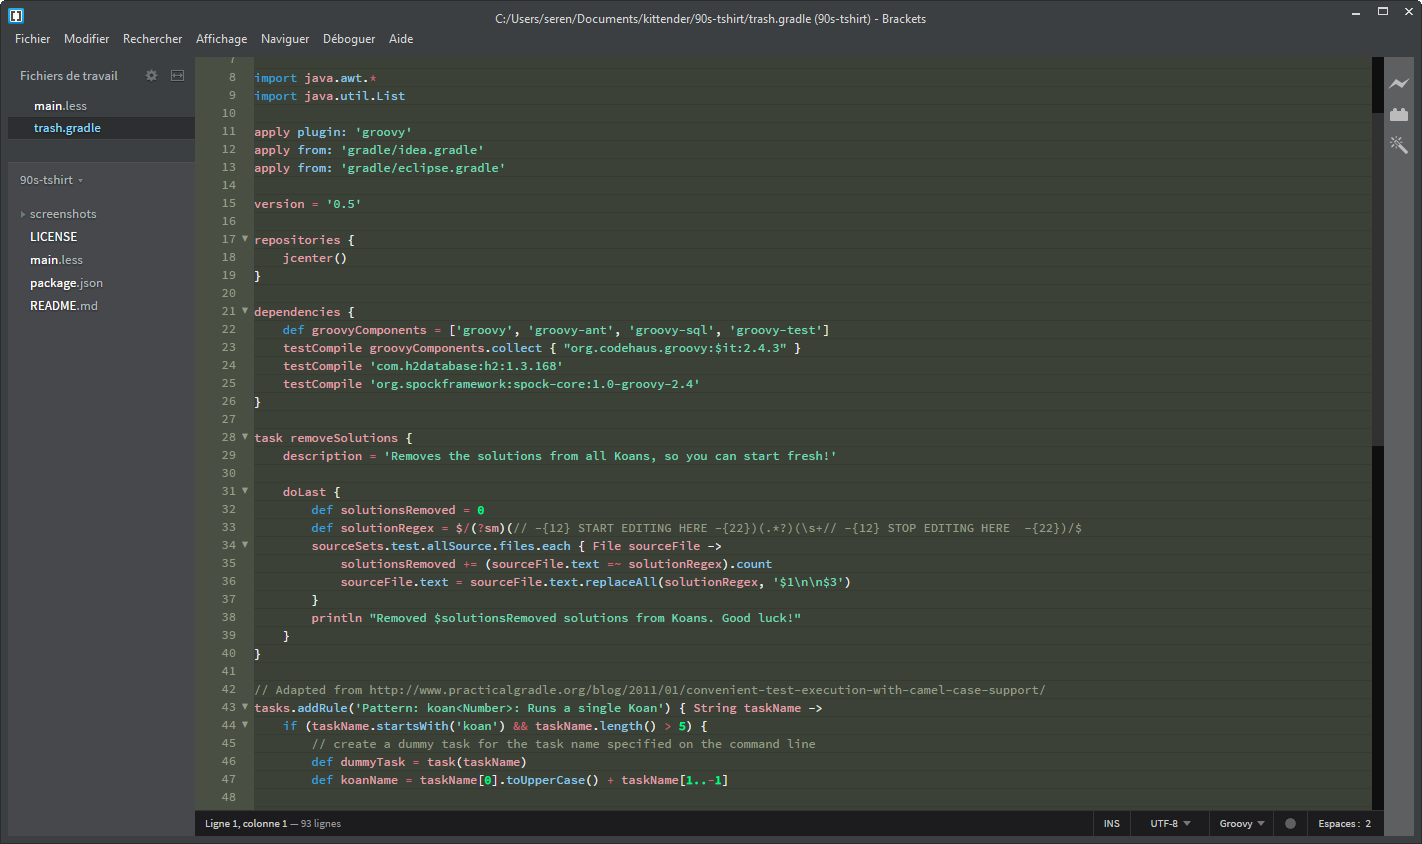 C:/Users/seren/Documents/kittender/90s-tshirt/trash.gradle (90s-tshirt) - Brackets
Fichier Modifier Rechercher Affichage Naviguer Déboguer Aide
Fichiers de travail
main.less
trash.gradle
90s-tshirt
screenshots
LICENSE
main.less
package.json
README.md
7
8 import java.awt.*
9 import java.util.List
10
11 apply plugin: 'groovy'
12 apply from: 'gradle/idea.gradle'
13 apply from: 'gradle/eclipse.gradle'
14
15 version = '0.5'
16
17 repositories {
18     jcenter()
19 }
20
21 dependencies {
22     def groovyComponents = ['groovy', 'groovy-ant', 'groovy-sql', 'groovy-test']
23     testCompile groovyComponents.collect { "org.codehaus.groovy:$it:2.4.3" }
24     testCompile 'com.h2database:h2:1.3.168'
25     testCompile 'org.spockframework:spock-core:1.0-groovy-2.4'
26 }
27
28 task removeSolutions {
29     description = 'Removes the solutions from all Koans, so you can start fresh!'
30
31     doLast {
32         def solutionsRemoved = 0
33         def solutionRegex = $/(?sm)(// -{12} START EDITING HERE -{22})(.*?)(\s+// -{12} STOP EDITING HERE  -{22})/$
34         sourceSets.test.allSource.files.each { File sourceFile ->
35             solutionsRemoved += (sourceFile.text =~ solutionRegex).count
36             sourceFile.text = sourceFile.text.replaceAll(solutionRegex, '$1\n\n$3')
37         }
38         println "Removed $solutionsRemoved solutions from Koans. Good luck!"
39     }
40 }
41
42 // Adapted from http://www.practicalgradle.org/blog/2011/01/convenient-test-execution-with-camel-case-support/
43 tasks.addRule('Pattern: koan<Number>: Runs a single Koan') { String taskName ->
44     if (taskName.startsWith('koan') && taskName.length() > 5) {
45         // create a dummy task for the task name specified on the command line
46         def dummyTask = task(taskName)
47         def koanName = taskName[0].toUpperCase() + taskName[1..-1]
48
Ligne 1, colonne 1 — 93 lignes INS UTF-8 Groovy Espaces : 2